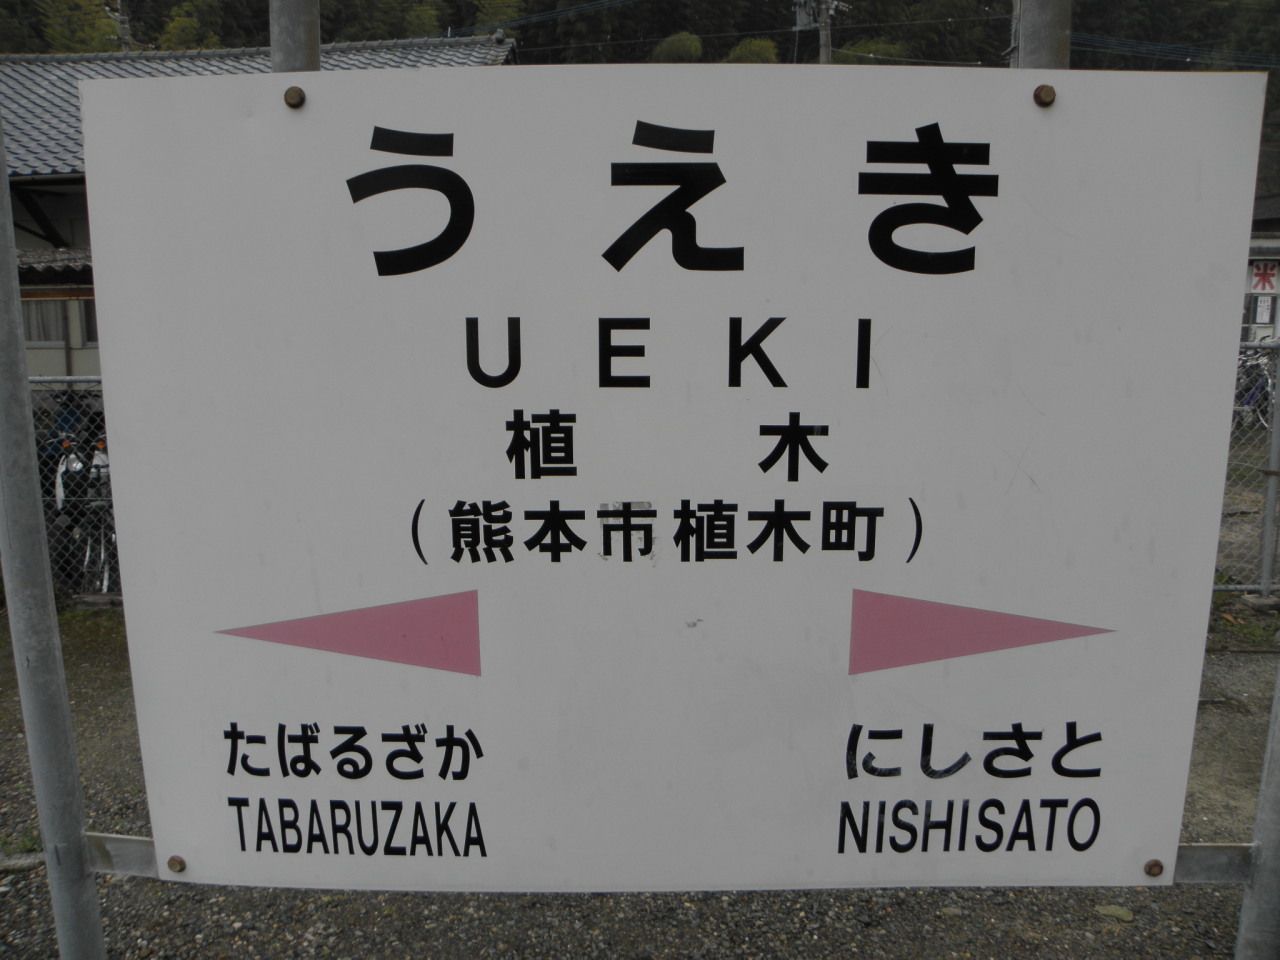 うえき
UEKI
植木
(熊本市植木町)
たばるざか にしさと
TABARUZAKA NISHISATO
米